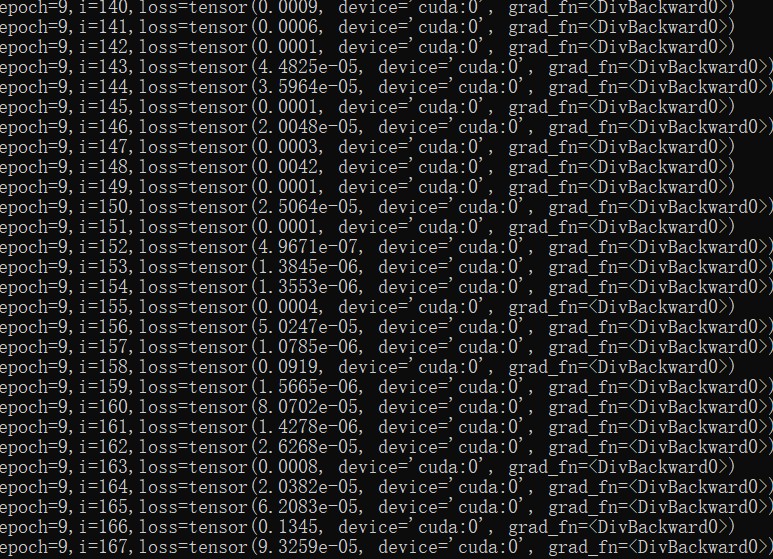 epoch=9,i=140,loss=tensor(0.0009, device='cuda:0', grad_fn=<DivBackward0>)
epoch=9,i=141,loss=tensor(0.0006, device='cuda:0', grad_fn=<DivBackward0>)
epoch=9,i=142,loss=tensor(0.0001, device='cuda:0', grad_fn=<DivBackward0>)
epoch=9,i=143,loss=tensor(4.4825e-05, device='cuda:0', grad_fn=<DivBackward0>)
epoch=9,i=144,loss=tensor(3.5964e-05, device='cuda:0', grad_fn=<DivBackward0>)
epoch=9,i=145,loss=tensor(0.0001, device='cuda:0', grad_fn=<DivBackward0>)
epoch=9,i=146,loss=tensor(2.0048e-05, device='cuda:0', grad_fn=<DivBackward0>)
epoch=9,i=147,loss=tensor(0.0003, device='cuda:0', grad_fn=<DivBackward0>)
epoch=9,i=148,loss=tensor(0.0042, device='cuda:0', grad_fn=<DivBackward0>)
epoch=9,i=149,loss=tensor(0.0001, device='cuda:0', grad_fn=<DivBackward0>)
epoch=9,i=150,loss=tensor(2.5064e-05, device='cuda:0', grad_fn=<DivBackward0>)
epoch=9,i=151,loss=tensor(0.0001, device='cuda:0', grad_fn=<DivBackward0>)
epoch=9,i=152,loss=tensor(4.9671e-07, device='cuda:0', grad_fn=<DivBackward0>)
epoch=9,i=153,loss=tensor(1.3845e-06, device='cuda:0', grad_fn=<DivBackward0>)
epoch=9,i=154,loss=tensor(1.3553e-06, device='cuda:0', grad_fn=<DivBackward0>)
epoch=9,i=155,loss=tensor(0.0004, device='cuda:0', grad_fn=<DivBackward0>)
epoch=9,i=156,loss=tensor(5.0247e-05, device='cuda:0', grad_fn=<DivBackward0>)
epoch=9,i=157,loss=tensor(1.0785e-06, device='cuda:0', grad_fn=<DivBackward0>)
epoch=9,i=158,loss=tensor(0.0919, device='cuda:0', grad_fn=<DivBackward0>)
epoch=9,i=159,loss=tensor(1.5665e-06, device='cuda:0', grad_fn=<DivBackward0>)
epoch=9,i=160,loss=tensor(8.0702e-05, device='cuda:0', grad_fn=<DivBackward0>)
epoch=9,i=161,loss=tensor(1.4278e-06, device='cuda:0', grad_fn=<DivBackward0>)
epoch=9,i=162,loss=tensor(2.6268e-05, device='cuda:0', grad_fn=<DivBackward0>)
epoch=9,i=163,loss=tensor(0.0008, device='cuda:0', grad_fn=<DivBackward0>)
epoch=9,i=164,loss=tensor(2.0382e-05, device='cuda:0', grad_fn=<DivBackward0>)
epoch=9,i=165,loss=tensor(6.2083e-05, device='cuda:0', grad_fn=<DivBackward0>)
epoch=9,i=166,loss=tensor(0.1345, device='cuda:0', grad_fn=<DivBackward0>)
epoch=9,i=167,loss=tensor(9.3259e-05, device='cuda:0', grad_fn=<DivBackward0>)